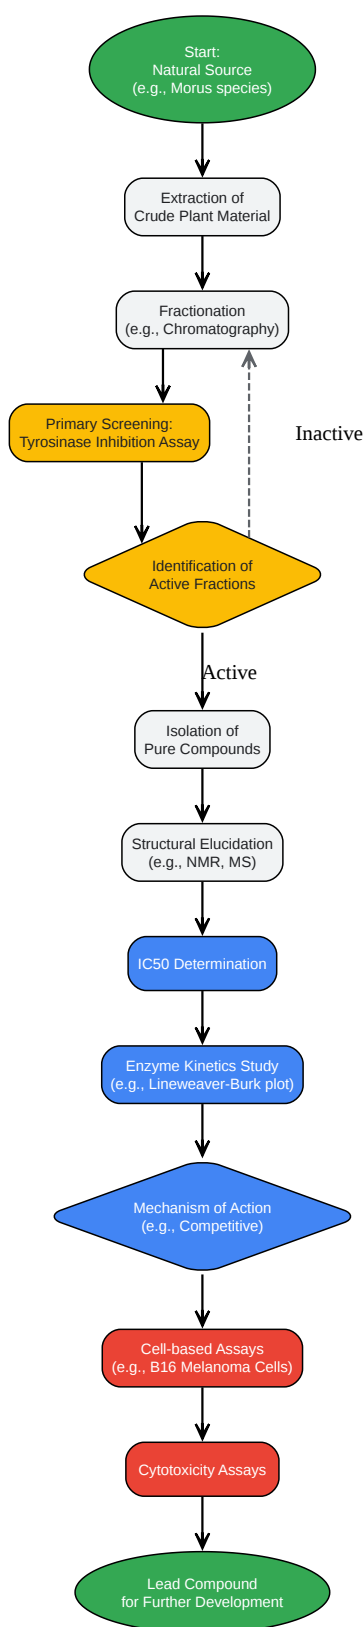 Start:
Natural Source
(e.g., Morus species)
Extraction of
Crude Plant Material
Fractionation
(e.g., Chromatography)
Primary Screening:
Tyrosinase Inhibition Assay
Inactive
Identification of
Active Fractions
Active
Isolation of
Pure Compounds
Structural Elucidation
(e.g., NMR, MS)
IC50 Determination
Enzyme Kinetics Study
(e.g., Lineweaver-Burk plot)
Mechanism of Action
(e.g., Competitive)
Cell-based Assays
(e.g., B16 Melanoma Cells)
Cytotoxicity Assays
Lead Compound
for Further Development